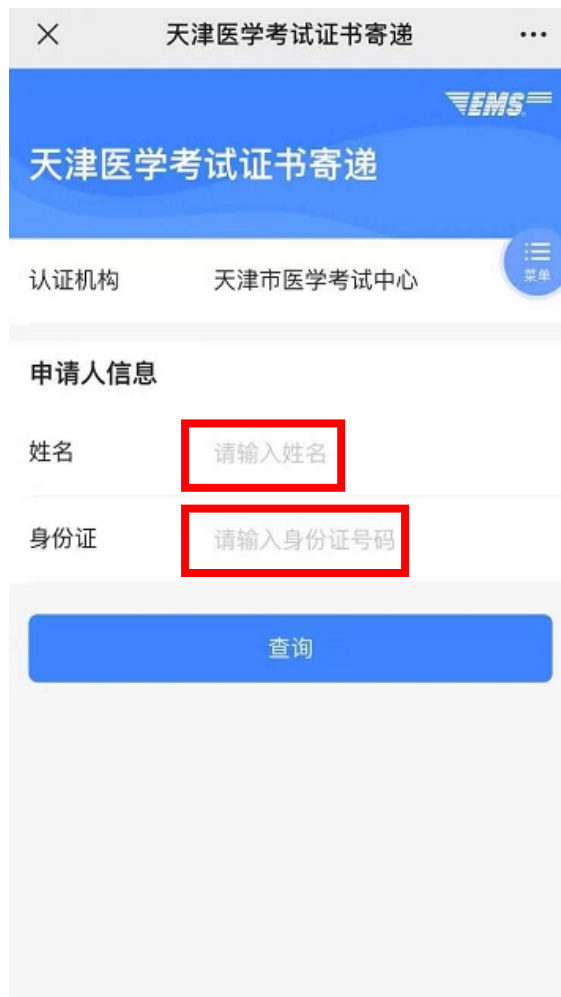 天津医学考试证书寄递
EMS
天津医学考试证书寄递
菜单
认证机构 天津市医学考试中心
申请人信息
姓名 请输入姓名
身份证 请输入身份证号码
查询